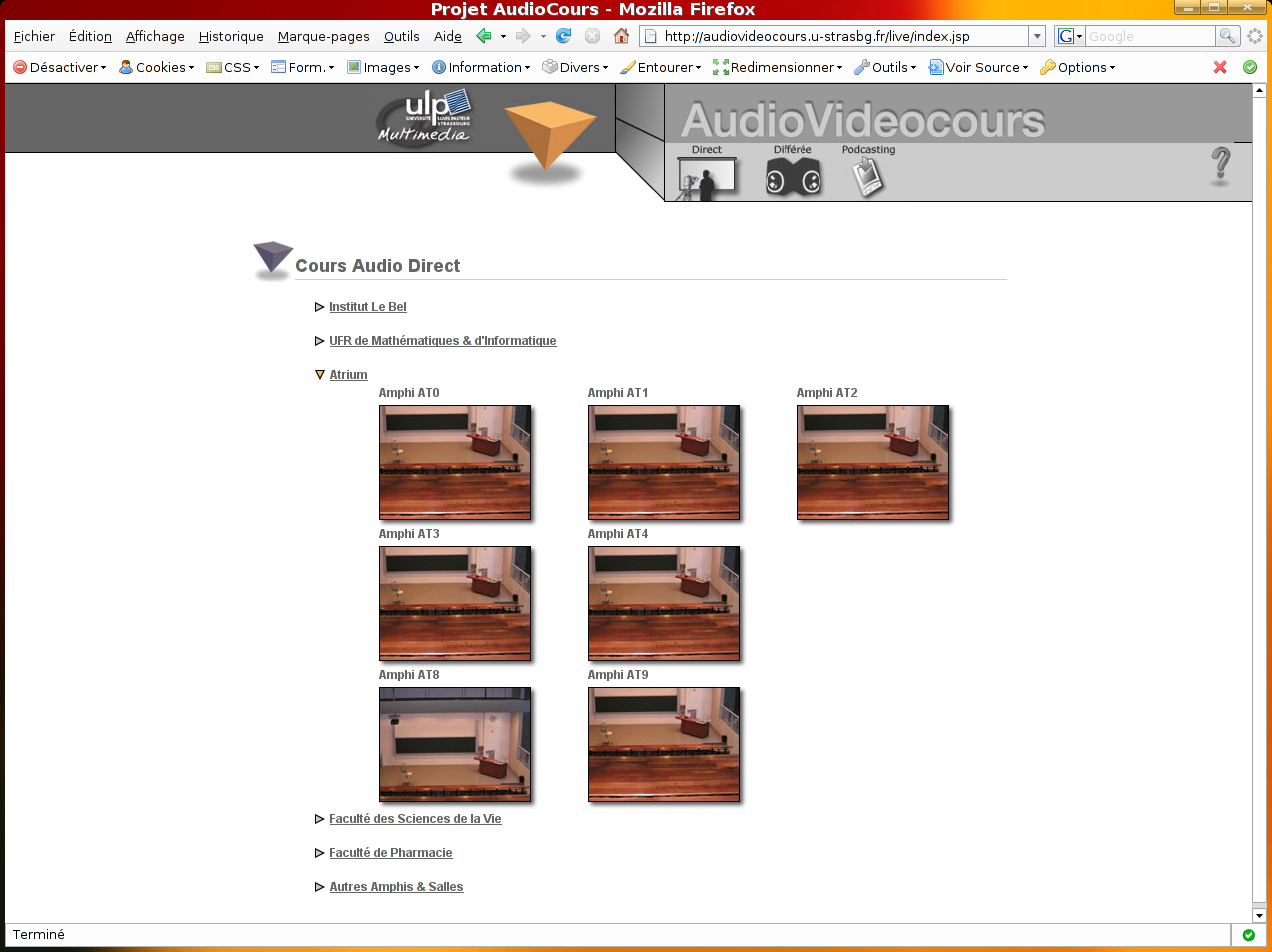 Projet AudioCours - Mozilla Firefox
Fichier Édition Affichage Historique Marque-pages Outils Aide http://audiovideocours.u-strasbg.fr/live/index.jsp G Google
Désactiver Cookies CSS CSS Form. Images Information Divers Entourer Redimensionner Outils Voir Source Options
ulp
UNIVERSITÉ LOUIS PASTEUR
STRASBOURG
Multimedia
AudioVideocours
Direct Différée Podcasting
?
Cours Audio Direct
Institut Le Bel
UFR de Mathématiques & d'Informatique
Atrium
Amphi AT0 Amphi AT1 Amphi AT2
Amphi AT3 Amphi AT4
Amphi AT8 Amphi AT9
Faculté des Sciences de la Vie
Faculté de Pharmacie
Autres Amphis & Salles
Terminé